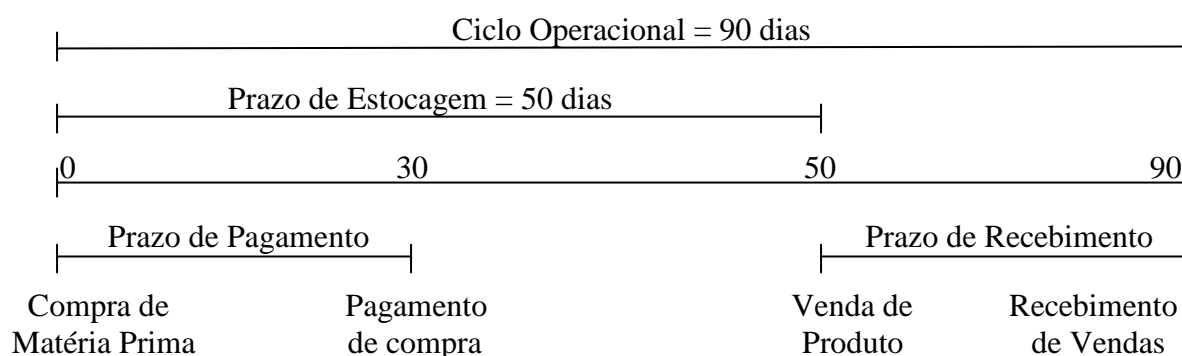 Ciclo Operacional = 90 dias
Prazo de Estocagem = 50 dias
0 30 50 90
Prazo de Pagamento Prazo de Recebimento
Compra de Pagamento Venda de Recebimento
Matéria Prima de compra Produto de Vendas